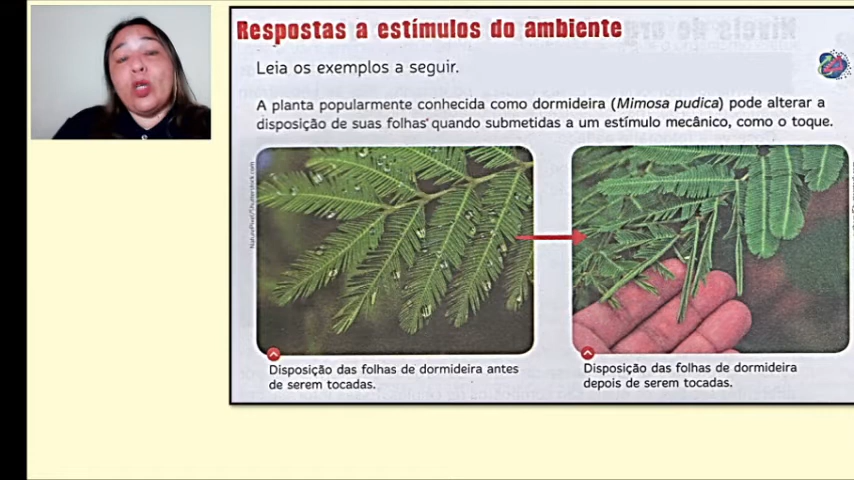 Respostas a estímulos do ambiente
Leia os exemplos a seguir.
A planta popularmente conhecida como dormideira (Mimosa pudica) pode alterar a
disposição de suas folhas quando submetidas a um estímulo mecânico, como o toque.
Disposição das folhas de dormideira antes
de serem tocadas.
Disposição das folhas de dormideira
depois de serem tocadas.